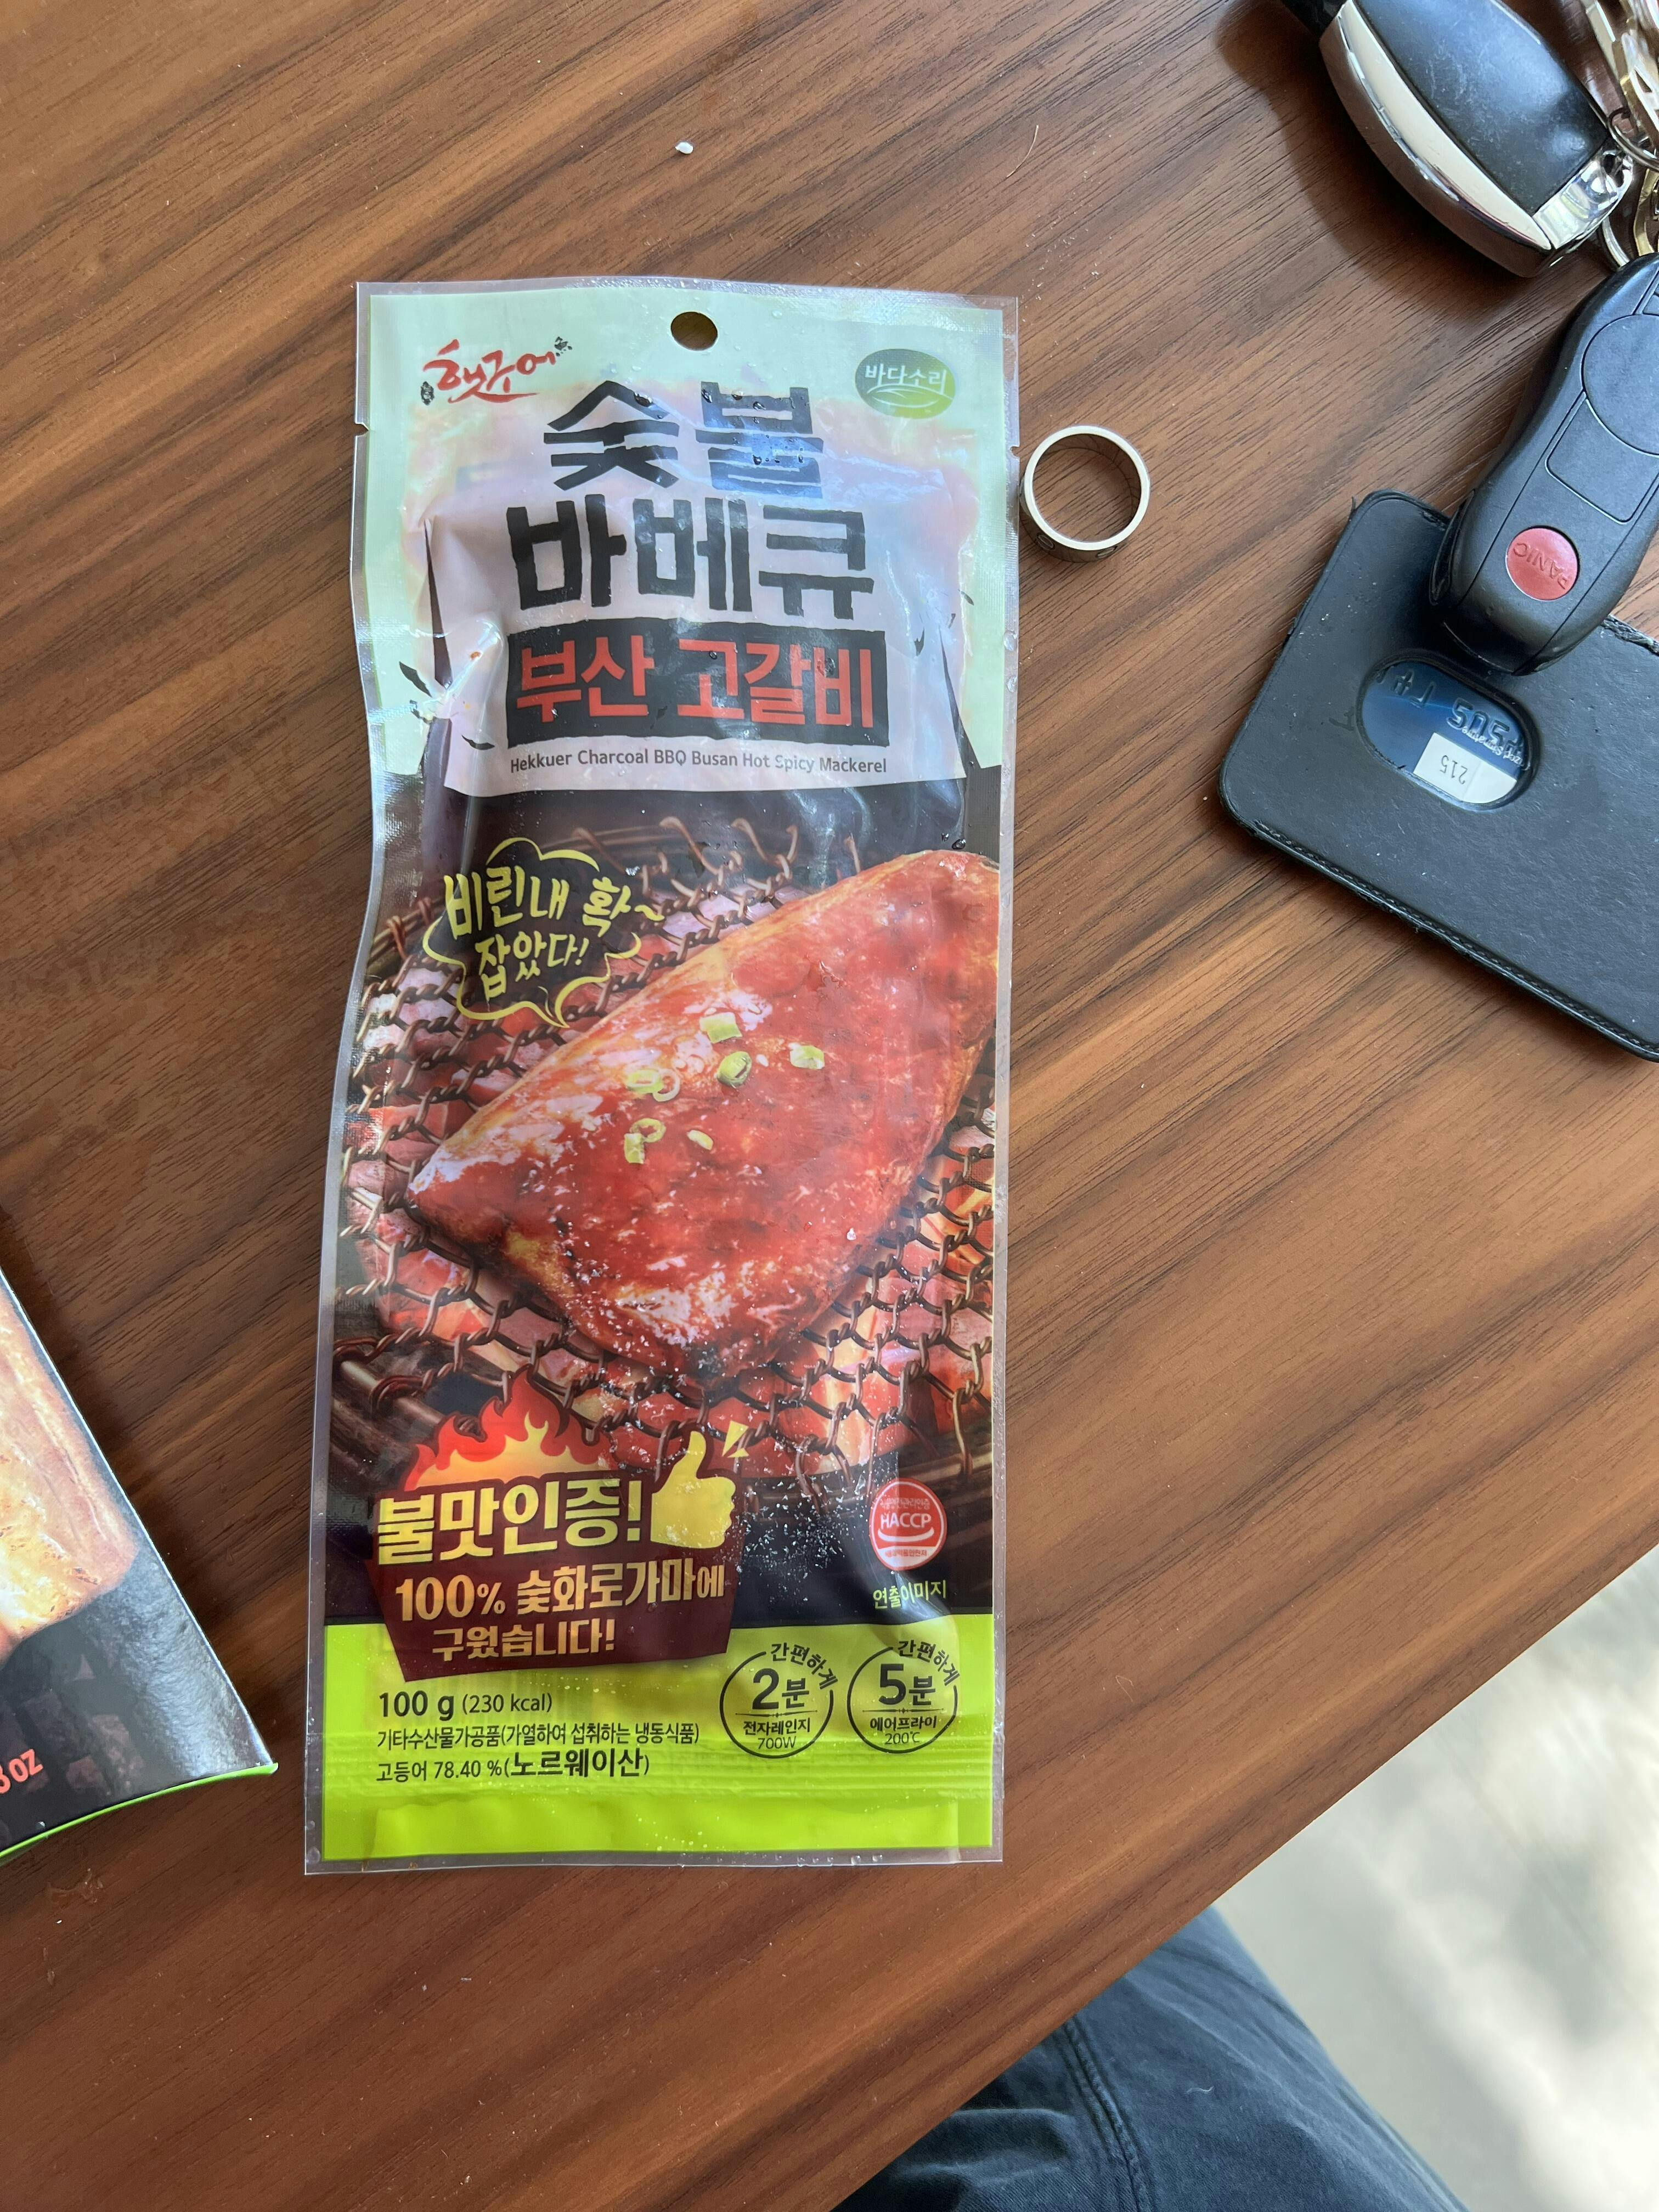 햇구어
바다소리
숯불
바베큐
부산 고갈비
Hekkuer Charcoal BBQ Busan Hot Spicy Mackerel
비린내 확~
잡았다!
불맛인증!
100% 숯화로가마에
구웠습니다!
HACCP
연출이미지
100 g (230 kcal)
기타수산물가공품(가열하여 섭취하는 냉동식품)
고등어 78.40 %(노르웨이산)
간편하게
2분
전자레인지
700W
간편하게
5분
에어프라이
200℃
PANIC
215
oz